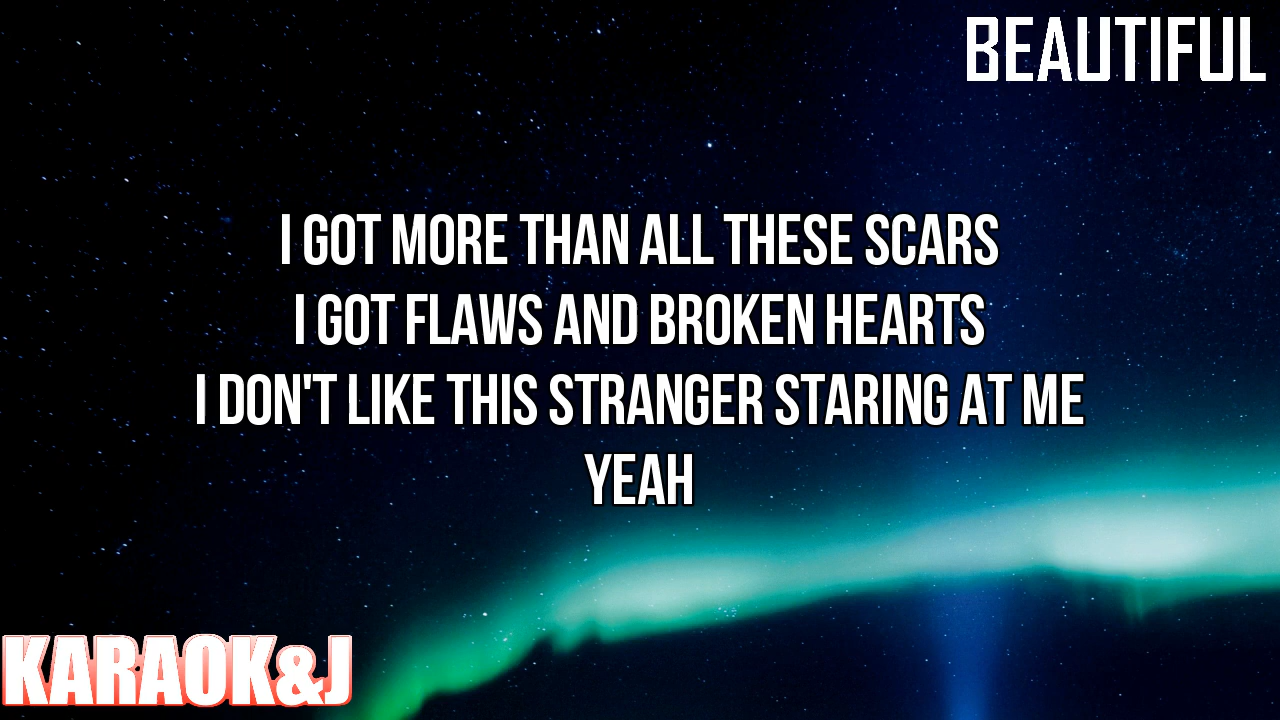 BEAUTIFUL
I GOT MORE THAN ALL THESE SCARS
I GOT FLAWS AND BROKEN HEARTS
I DON'T LIKE THIS STRANGER STARING AT ME
YEAH
KARAOK&J